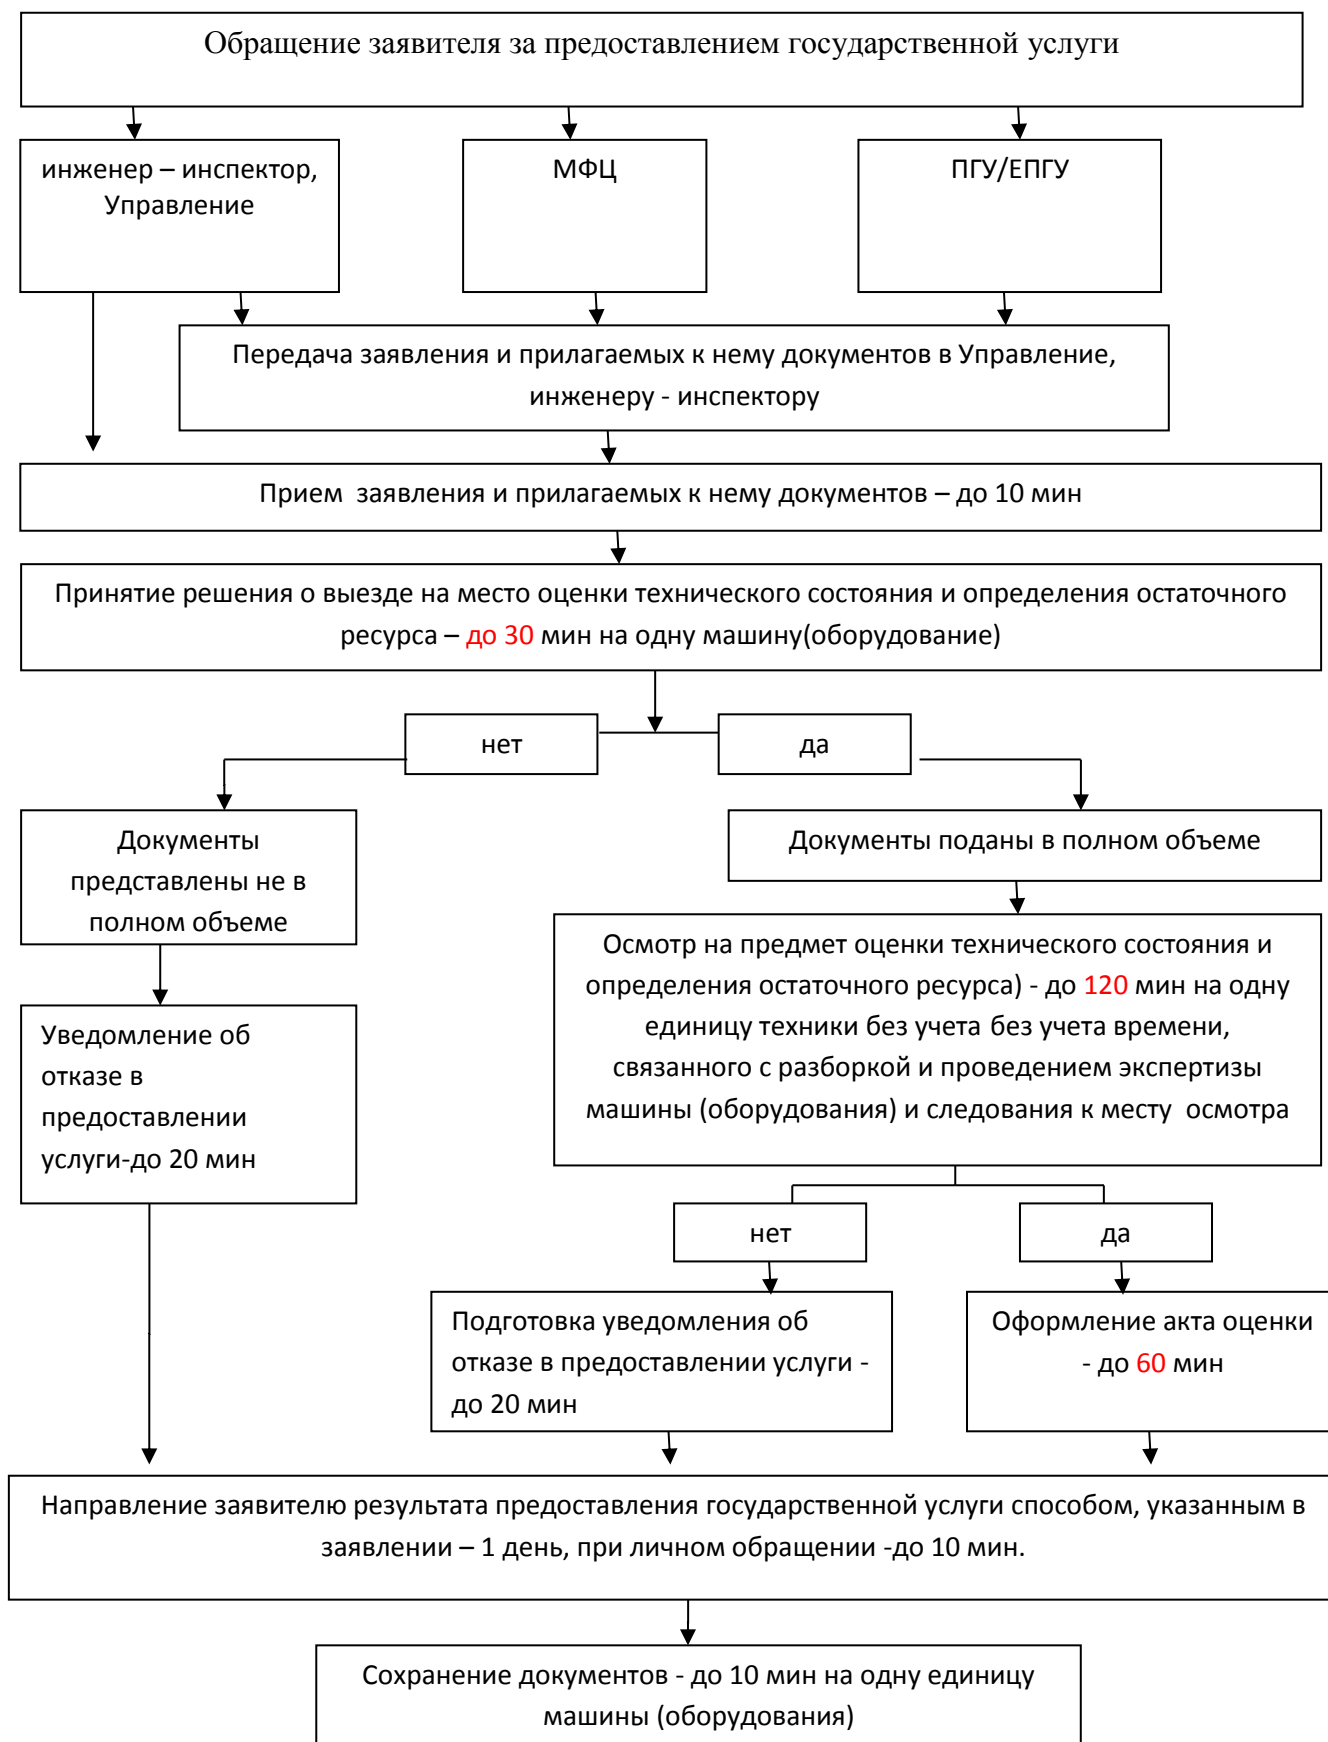 Обращение заявителя за предоставлением государственной услуги
инженер – инспектор,
Управление
МФЦ
ПГУ/ЕПГУ
Передача заявления и прилагаемых к нему документов в Управление,
инженеру - инспектору
Прием  заявления и прилагаемых к нему документов – до 10 мин
Принятие решения о выезде на место оценки технического состояния и определения остаточного
ресурса – до 30 мин на одну машину(оборудование)
нет
да
Документы
представлены не в
полном объеме
Документы поданы в полном объеме
Уведомление об
отказе в
предоставлении
услуги-до 20 мин
Осмотр на предмет оценки технического состояния и
определения остаточного ресурса) - до 120 мин на одну
единицу техники без учета без учета времени,
связанного с разборкой и проведением экспертизы
машины (оборудования) и следования к месту  осмотра
нет
да
Подготовка уведомления об
отказе в предоставлении услуги -
до 20 мин
Оформление акта оценки
- до 60 мин
Направление заявителю результата предоставления государственной услуги способом, указанным в
заявлении – 1 день, при личном обращении -до 10 мин.
Сохранение документов - до 10 мин на одну единицу
машины (оборудования)